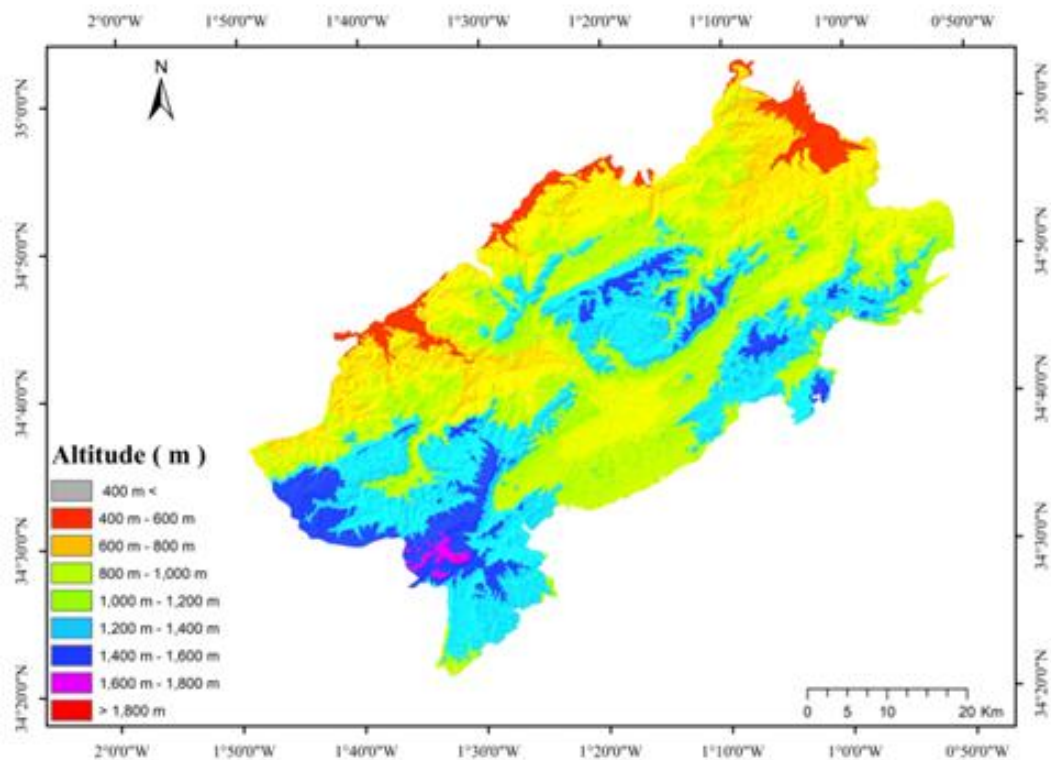 2°0'0"W 1°50'0"W 1°40'0"W 1°30'0"W 1°20'0"W 1°10'0"W 1°0'0"W 0°50'0"W
N
35°0'0"N 35°0'0"N
34°50'0"N 34°50'0"N
34°40'0"N 34°40'0"N
Altitude ( m )
400 m <
400 m - 600 m
600 m - 800 m
800 m - 1,000 m
1,000 m - 1,200 m
1,200 m - 1,400 m
1,400 m - 1,600 m
1,600 m - 1,800 m
> 1,800 m
34°30'0"N 34°30'0"N
34°20'0"N 34°20'0"N
0 5 10 20 Km
2°0'0"W 1°50'0"W 1°40'0"W 1°30'0"W 1°20'0"W 1°10'0"W 1°0'0"W 0°50'0"W